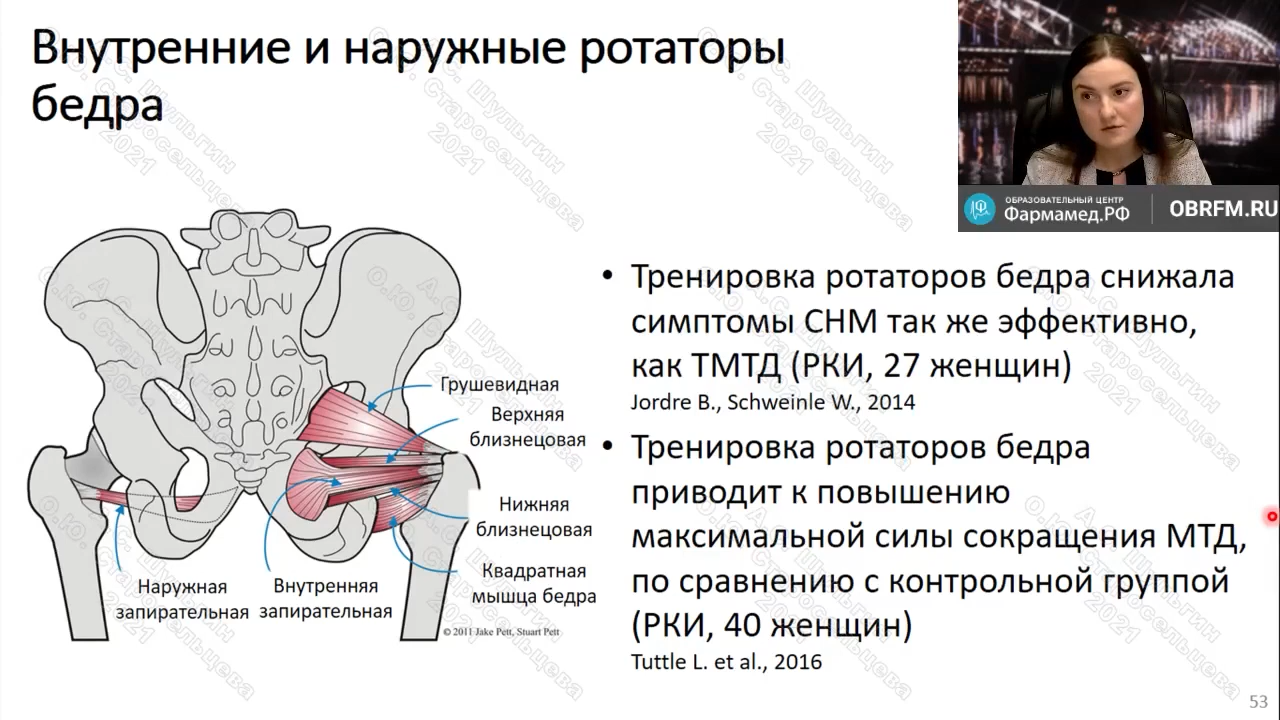 Внутренние и наружные ротаторы
бедра
ОБРАЗОВАТЕЛЬНЫЙ ЦЕНТР
Фармамед.РФ
OBRFM.RU
Грушевидная
Верхняя
близнецовая
Нижняя
близнецовая
Квадратная
мышца бедра
Наружная
запирательная
Внутренняя
запирательная
© 2011 Jake Pett, Stuart Pett
• Тренировка ротаторов бедра снижала
симптомы СНМ так же эффективно,
как ТМТД (РКИ, 27 женщин)
Jordre B., Schweinle W., 2014
• Тренировка ротаторов бедра
приводит к повышению
максимальной силы сокращения МТД,
по сравнению с контрольной группой
(РКИ, 40 женщин)
Tuttle L. et al., 2016
53
А.С. Шульгин
О.Ю. Старосельцева
2021